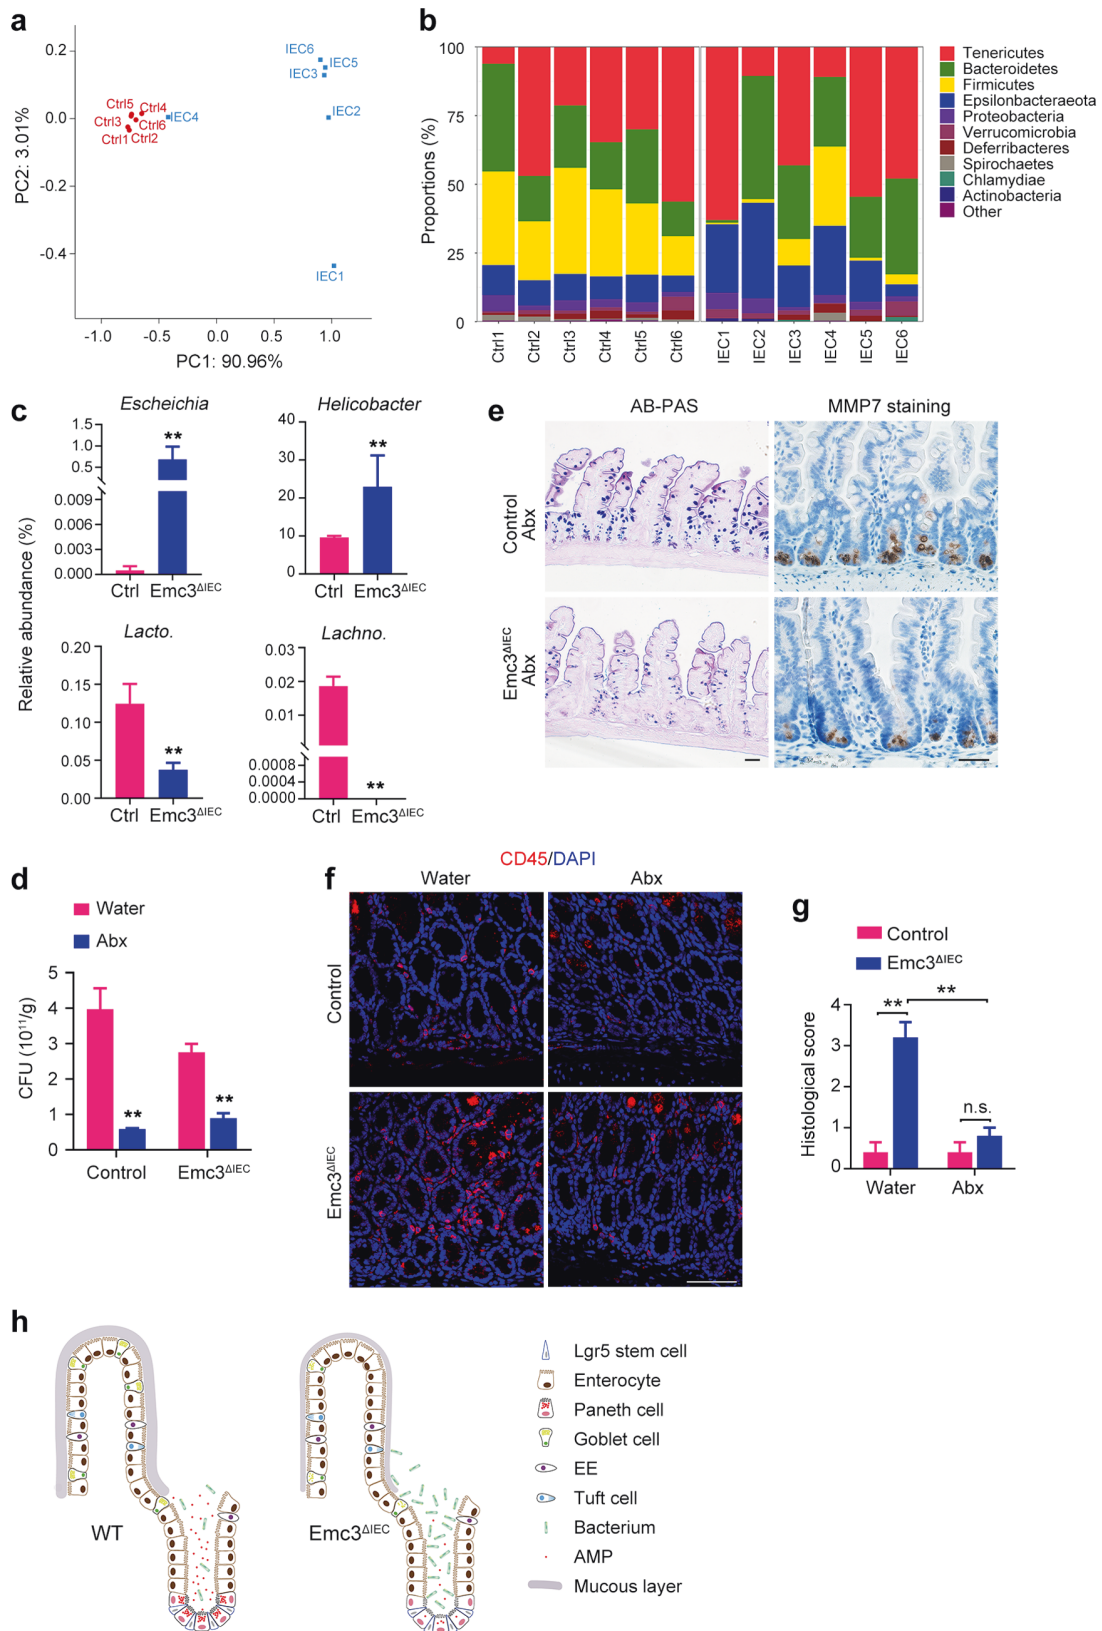 a
0.2
0.0
-0.2
-0.4
PC2: 3.01%
IEC6
IEC5
IEC3
IEC2
Ctrl5
Ctrl4
Ctrl3
Ctrl6
IEC4
Ctrl1
Ctrl2
IEC1
-1.0
-0.5
0.0
0.5
1.0
PC1: 90.96%
b
100
75
50
25
0
Proportions (%)
Ctrl1
Ctrl2
Ctrl3
Ctrl4
Ctrl5
Ctrl6
IEC1
IEC2
IEC3
IEC4
IEC5
IEC6
Tenericutes
Bacteroidetes
Firmicutes
Epsilonbacteraeota
Proteobacteria
Verrucomicrobia
Deferribacteres
Spirochaetes
Chlamydiae
Actinobacteria
Other
c
Relative abundance (%)
Escheichia
1.5
1.0
0.5
0.009
0.006
0.003
0.000
**
Ctrl Emc3ΔIEC
Helicobacter
40
30
20
10
0
**
Ctrl Emc3ΔIEC
Lacto.
0.20
0.15
0.10
0.05
0.00
**
Ctrl Emc3ΔIEC
Lachno.
0.03
0.02
0.01
0.0008
0.0004
0.0000
**
Ctrl Emc3ΔIEC
e
AB-PAS
MMP7 staining
Control
Abx
Emc3ΔIEC
Abx
d
Water
Abx
5
4
3
2
1
0
CFU (10¹¹/g)
**
**
Control
Emc3ΔIEC
f
CD45/DAPI
Water
Abx
Control
Emc3ΔIEC
g
Control
Emc3ΔIEC
4
3
2
1
0
Histological score
**
**
n.s.
Water
Abx
h
WT
Emc3ΔIEC
Lgr5 stem cell
Enterocyte
Paneth cell
Goblet cell
EE
Tuft cell
Bacterium
AMP
Mucous layer